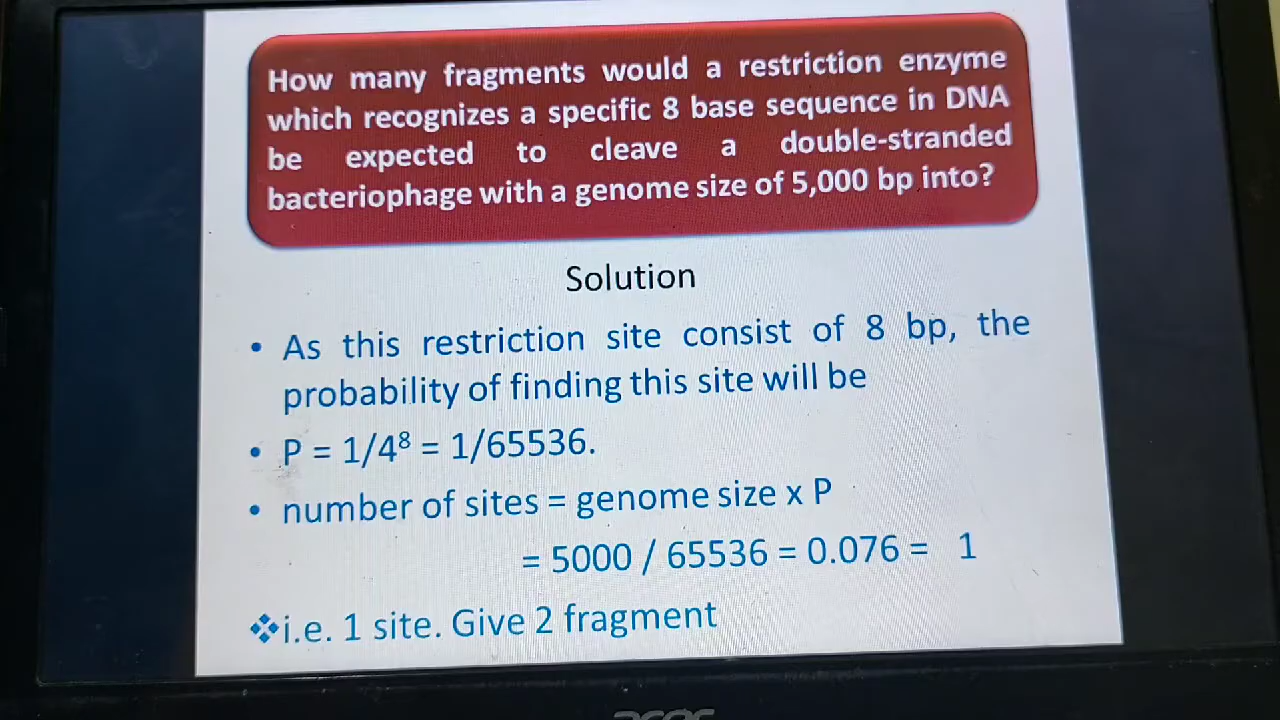 How many fragments would a restriction enzyme
which recognizes a specific 8 base sequence in DNA
be expected to cleave a double-stranded
bacteriophage with a genome size of 5,000 bp into?
Solution
• As this restriction site consist of 8 bp, the
probability of finding this site will be
• P = 1/4⁸ = 1/65536.
• number of sites = genome size x P
= 5000 / 65536 = 0.076 = 1
❖i.e. 1 site. Give 2 fragment
acer